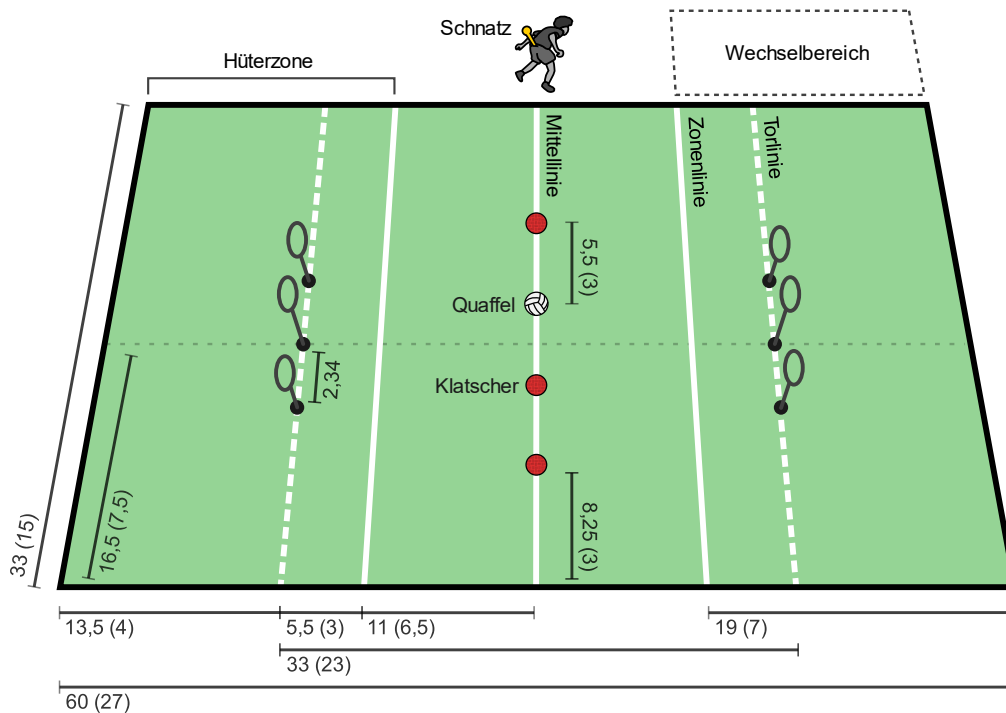 Schnatz
Wechselbereich
Hüterzone
Mittellinie
Zonenlinie
Torlinie
5,5 (3)
Quaffel
Klatscher
2,34
33 (15)
16,5 (7,5)
8,25 (3)
13,5 (4)
5,5 (3)
11 (6,5)
19 (7)
33 (23)
60 (27)